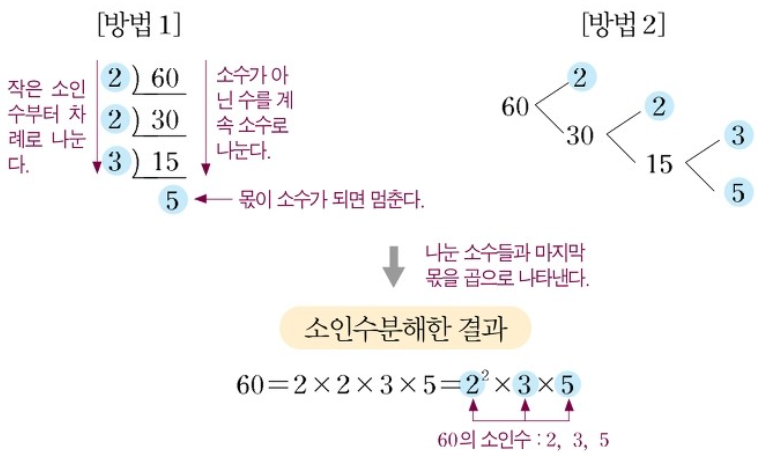 [방법 1]
작은 소인
수부터 차
례로 나눈
다.
2 ) 60
2 ) 30
3 ) 15
5
소수가 아
닌 수를 계
속 소수로
나눈다.
몫이 소수가 되면 멈춘다.
[방법 2]
2
60
2
30
3
15
5
나눈 소수들과 마지막
몫을 곱으로 나타낸다.
소인수분해한 결과
60=2×2×3×5=2²×3×5
60의 소인수 : 2, 3, 5